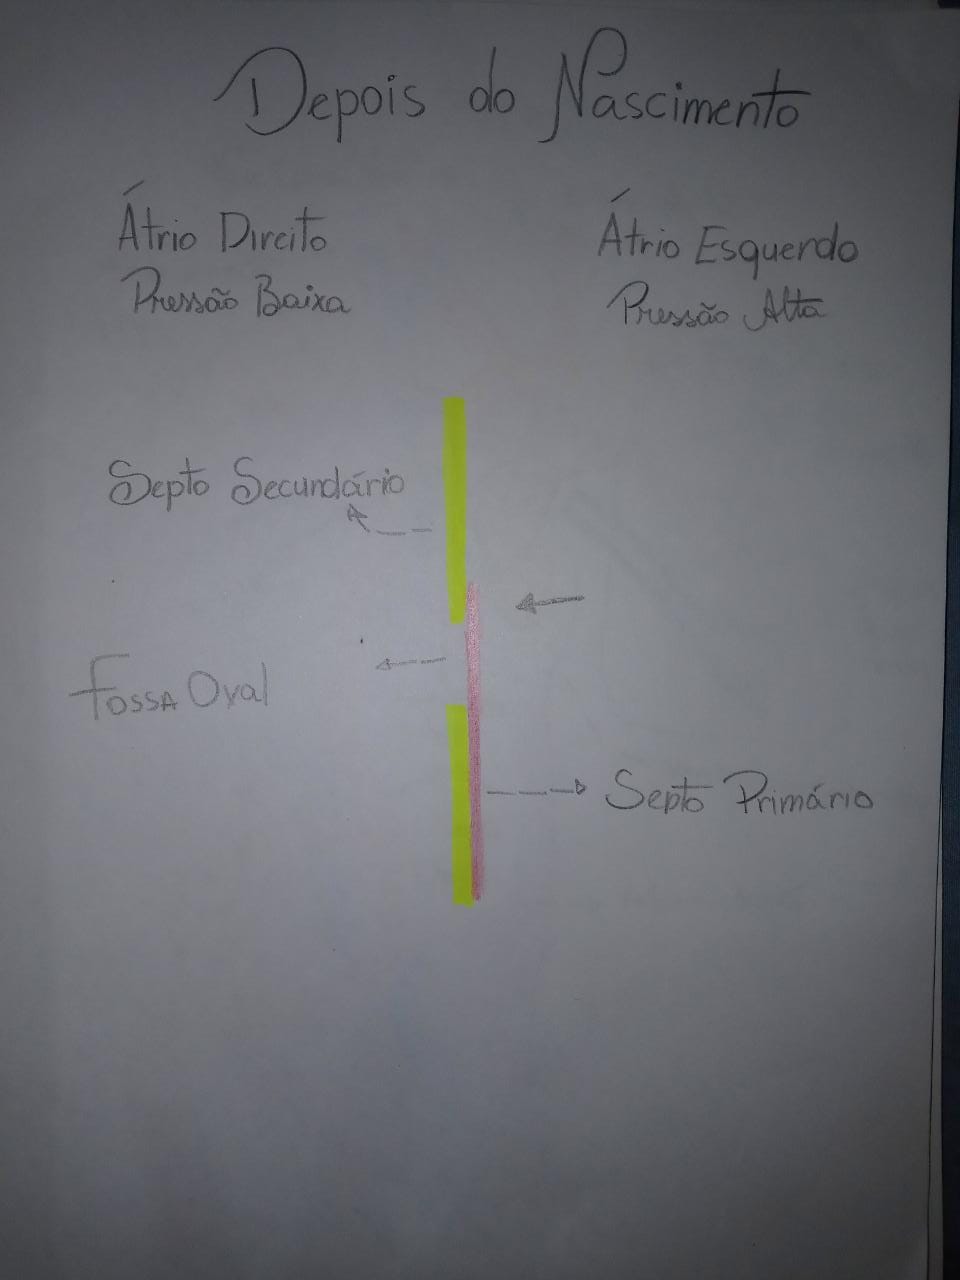 Depois do Nascimento
Átrio Direito
Pressão Baixa
Átrio Esquerdo
Pressão Alta
Septo Secundário
Fossa Oval
Septo Primário